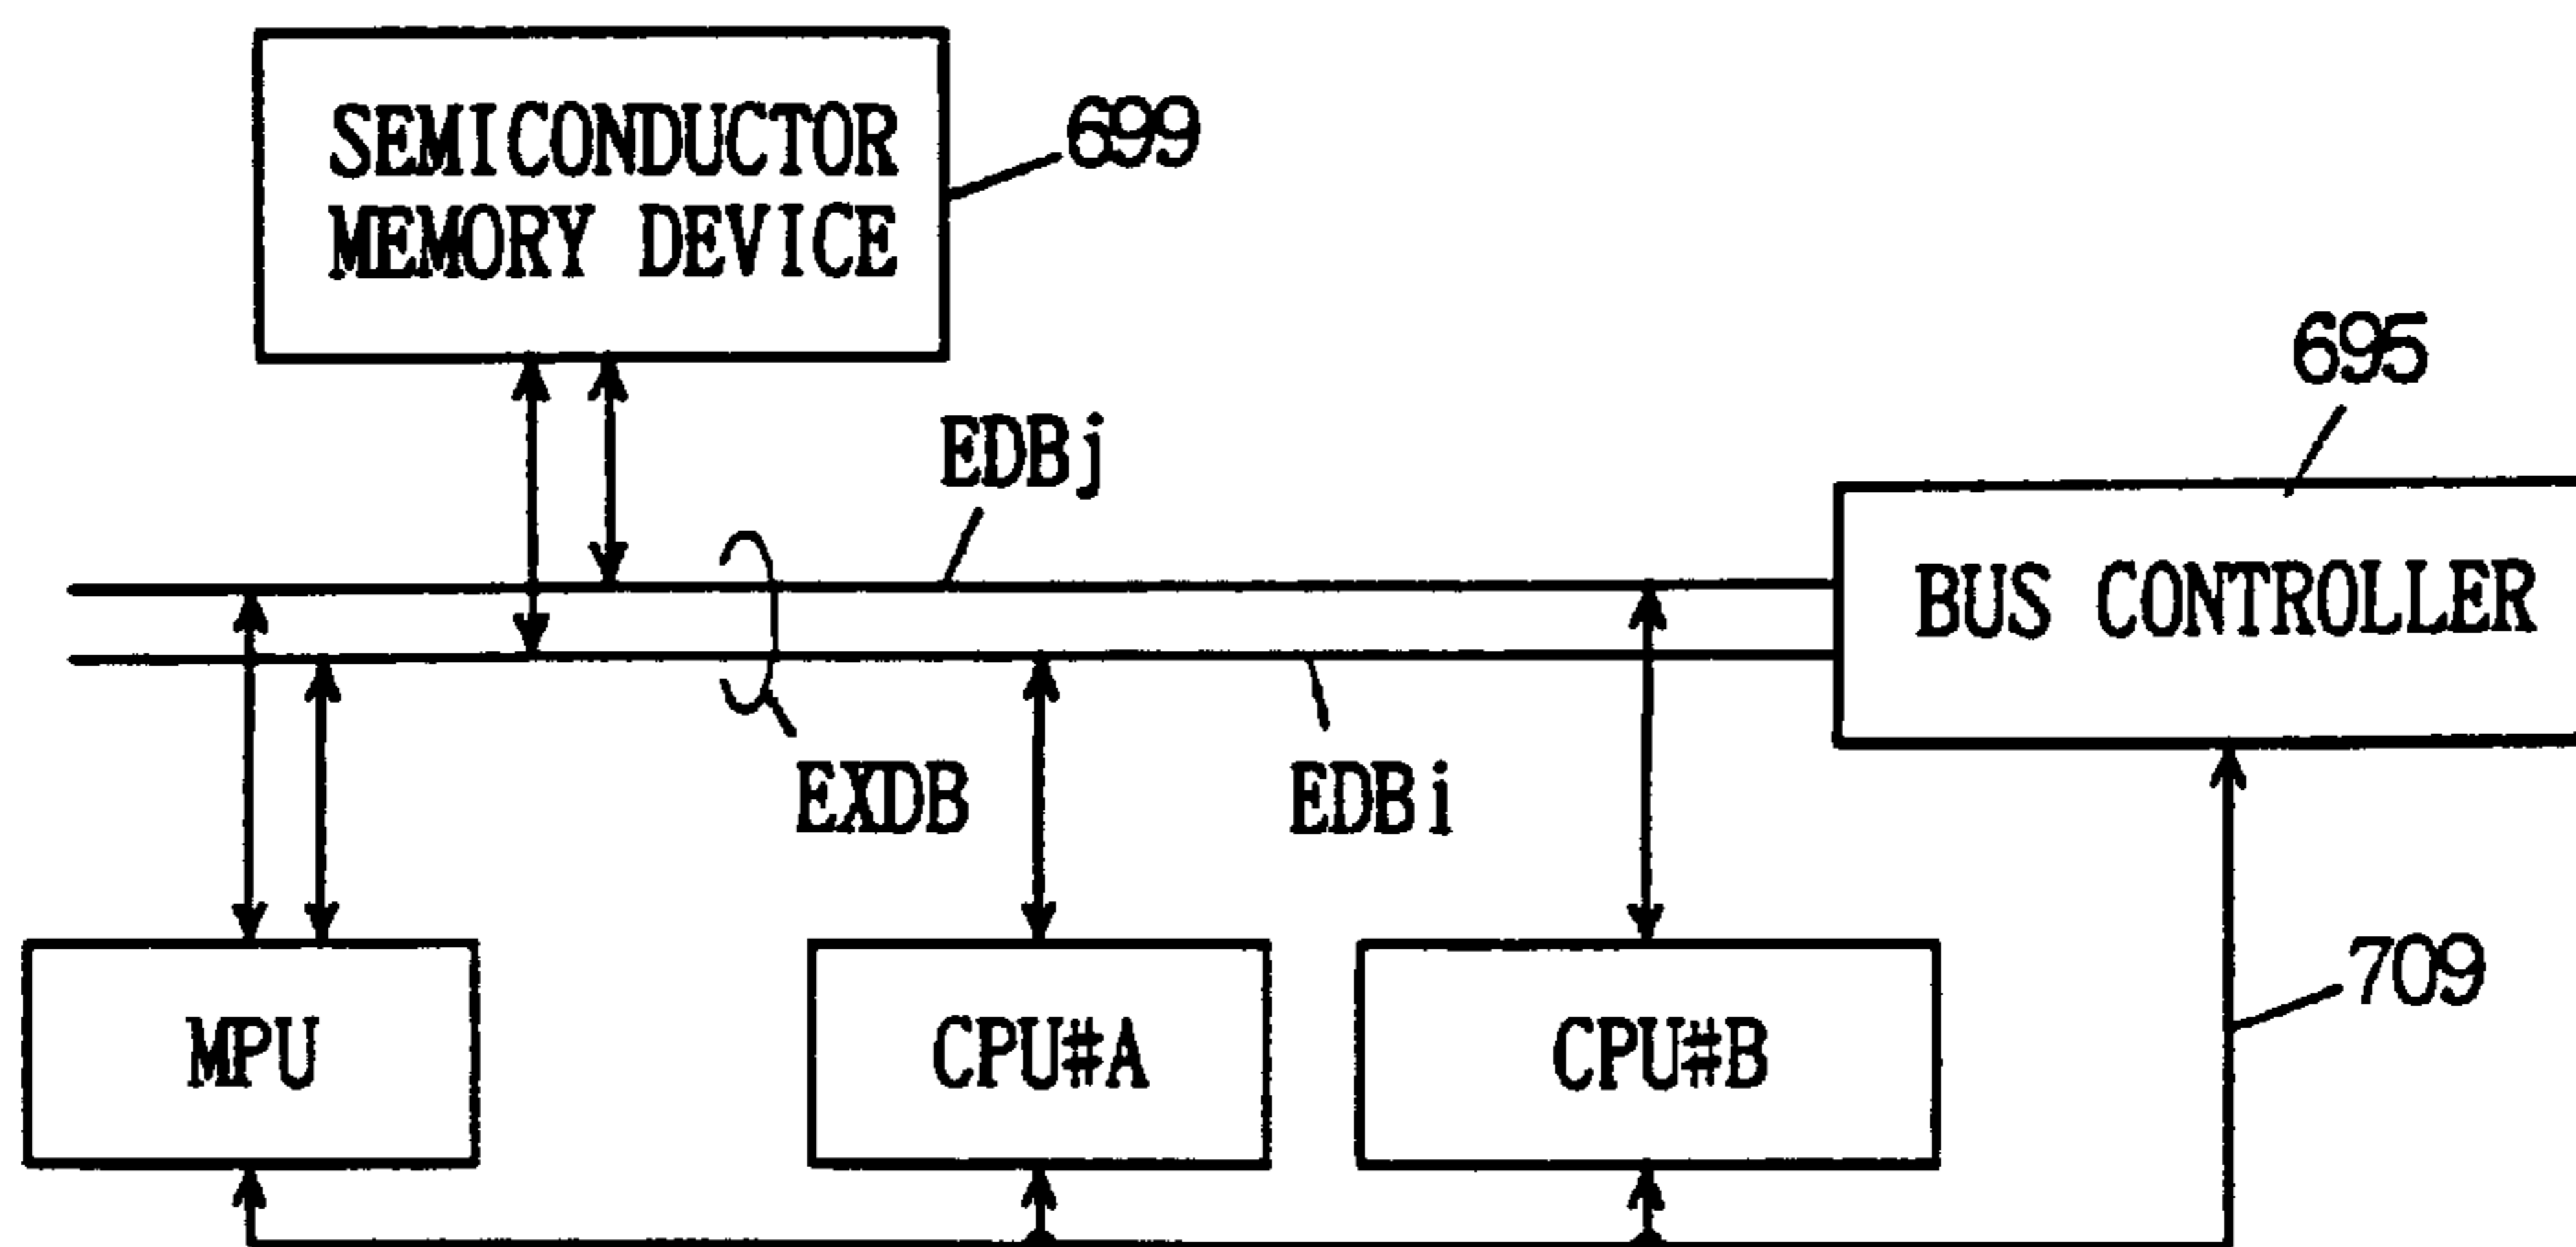 SEMICONDUCTOR
MEMORY DEVICE
699
695
EDBj
BUS CONTROLLER
EXDB
EDBi
709
MPU
CPU#A
CPU#B